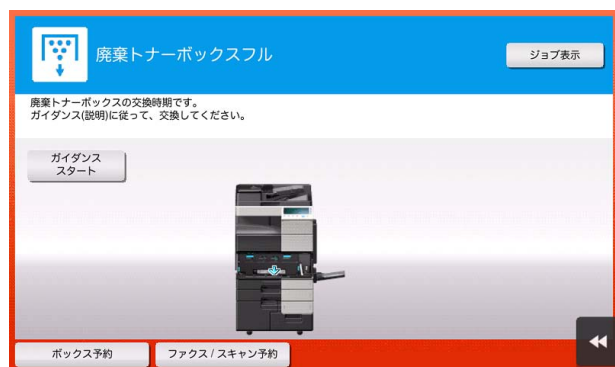 廃棄トナーボックスフル
ジョブ表示
廃棄トナーボックスの交換時期です。
ガイダンス(説明)に従って、交換してください。
ガイダンス
スタート
ボックス予約
ファクス / スキャン予約